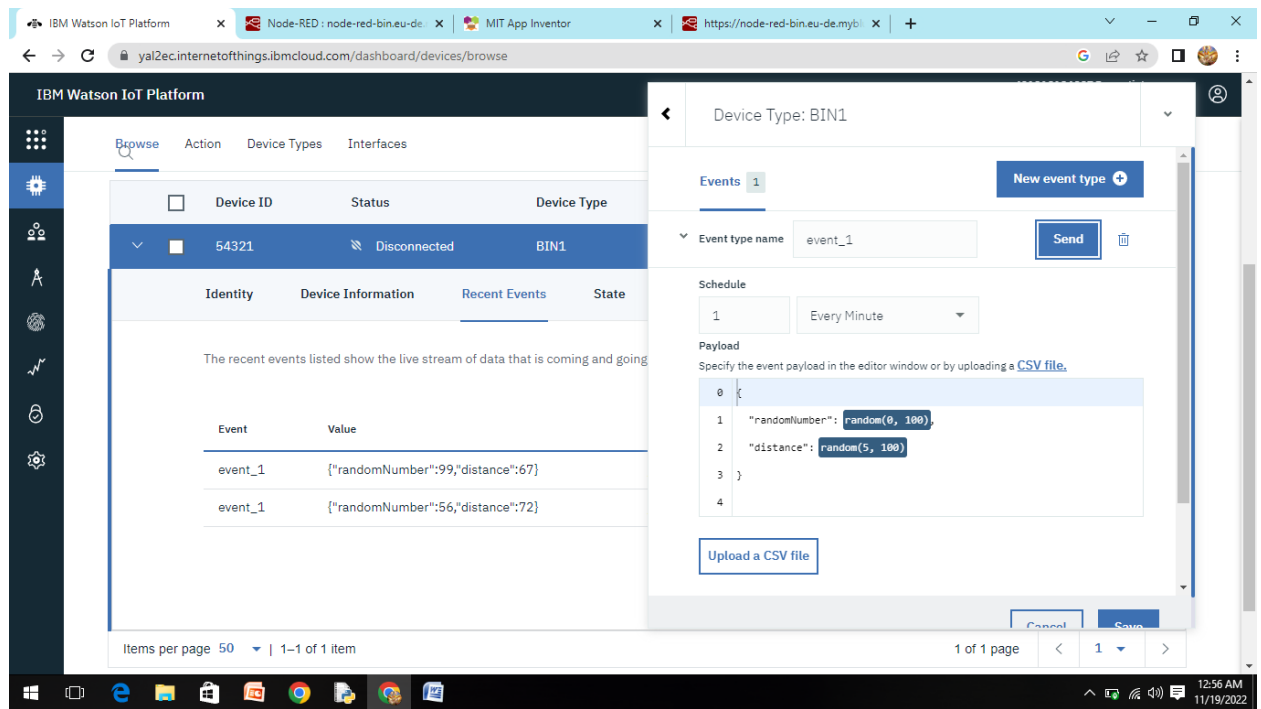 IBM Watson IoT Platform
Node-RED : node-red-bin.eu-de.
MIT App Inventor
https://node-red-bin.eu-de.mybl
yal2ec.internetofthings.ibmcloud.com/dashboard/devices/browse
IBM Watson IoT Platform
Browse Action Device Types Interfaces
Device ID Status Device Type
54321 Disconnected BIN1
Identity Device Information Recent Events State
The recent events listed show the live stream of data that is coming and going
Event Value
event_1 {"randomNumber":99,"distance":67}
event_1 {"randomNumber":56,"distance":72}
Items per page 50 | 1–1 of 1 item
1 of 1 page 1
Device Type: BIN1
Events 1
New event type
Event type name event_1 Send
Schedule
1 Every Minute
Payload
Specify the event payload in the editor window or by uploading a CSV file.
0 {
1 "randomNumber": random(0, 100),
2 "distance": random(5, 100)
3 }
4
Upload a CSV file
Cancel Save
12:56 AM
11/19/2022